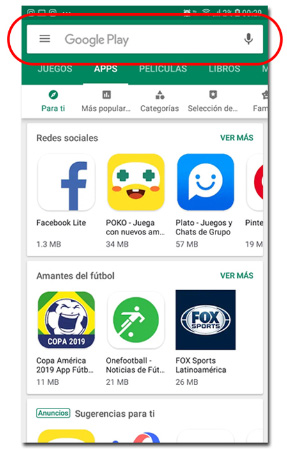 Google Play
JUEGOS APPS PELÍCULAS LIBROS M
Para ti Más popular... Categorías Selección de... Fam
Redes sociales VER MÁS
Facebook Lite POKO - Juega con nuevos am... Plato - Juegos y Chats de Grupo Pinte
1.3 MB 34 MB 57 MB 19 M
Amantes del fútbol VER MÁS
COPA 2019
FOX
SPORTS
Copa América 2019 App Fútb... Onefootball - Noticias de Fút... FOX Sports Latinoamérica
11 MB 21 MB 26 MB
Anuncios Sugerencias para ti